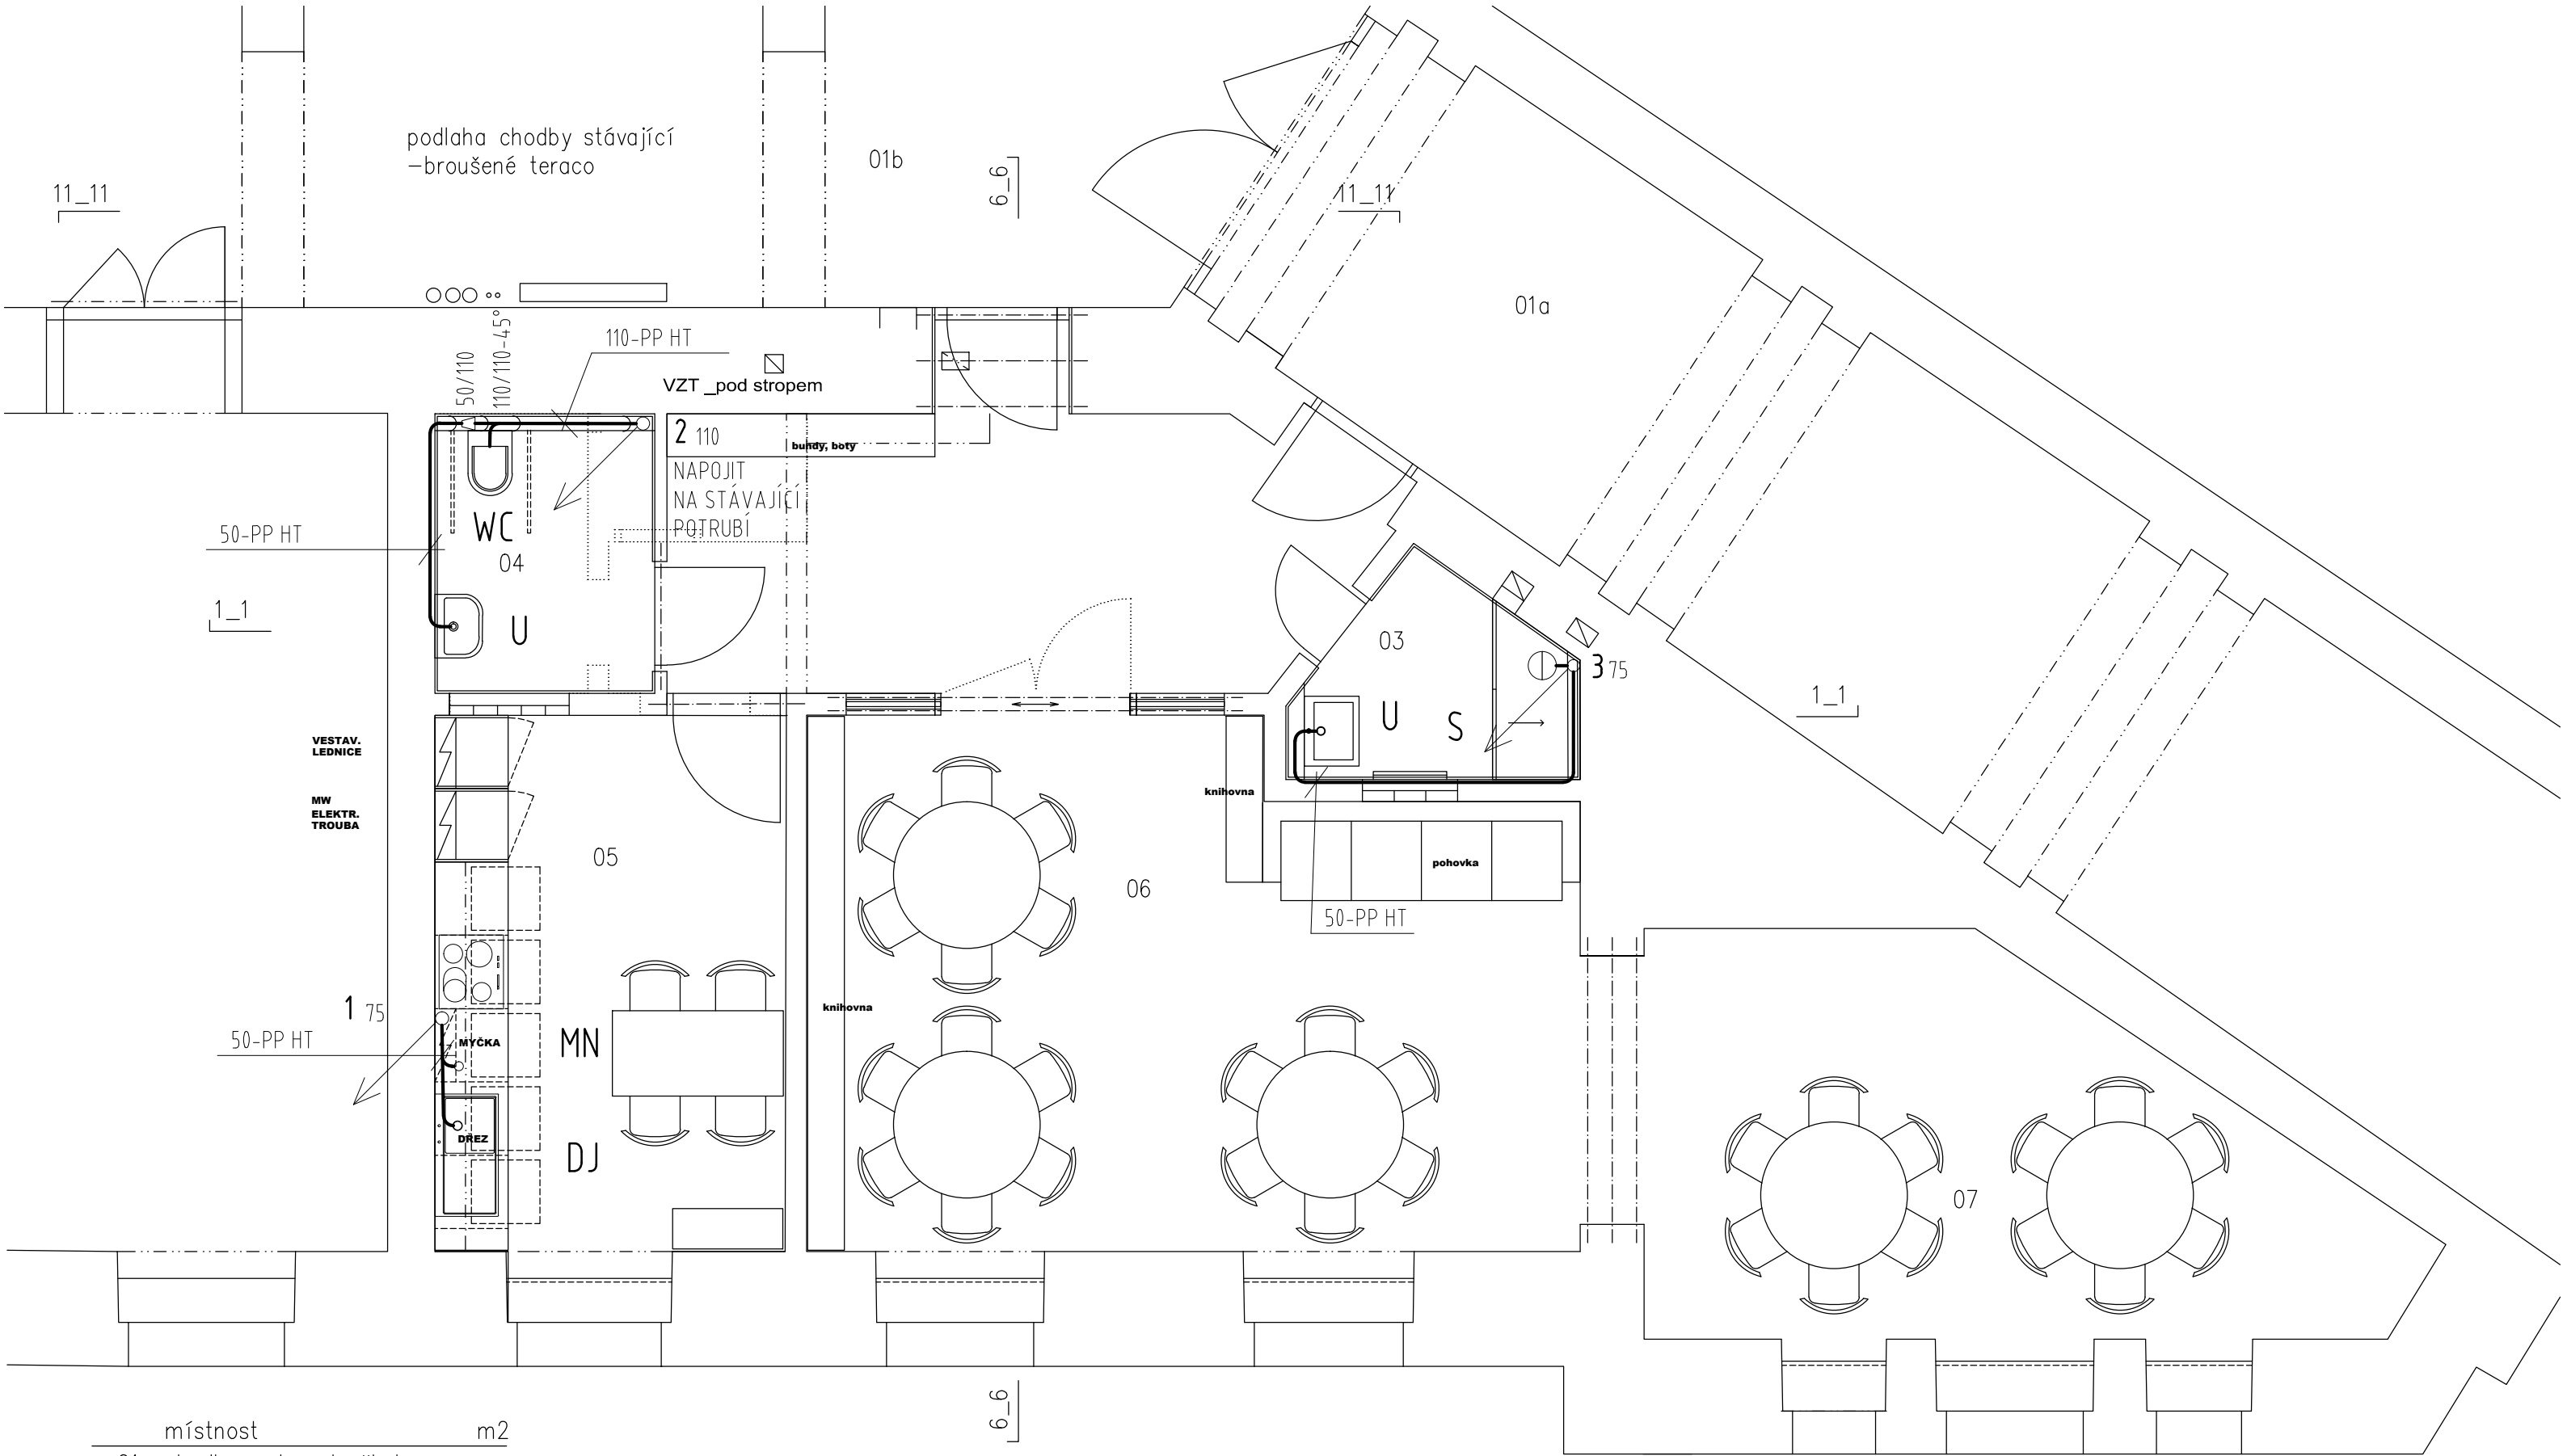 podlaha chodby stávající
-broušené teraco
01b
6_6
11_11
11_11
01a
50/110
110/110-45°
110-PP HT
VZT _pod stropem
2 110
bundy, boty
NAPOJIT
NA STÁVAJÍCÍ
POTRUBÍ
50-PP HT
WC
04
U
1_1
03
3 75
U
S
1_1
VESTAV.
LEDNICE
MW
ELEKTR.
TROUBA
knihovna
05
06
pohovka
50-PP HT
1 75
50-PP HT
MYČKA
MN
knihovna
DŘEZ
DJ
07
6_6
místnost m2